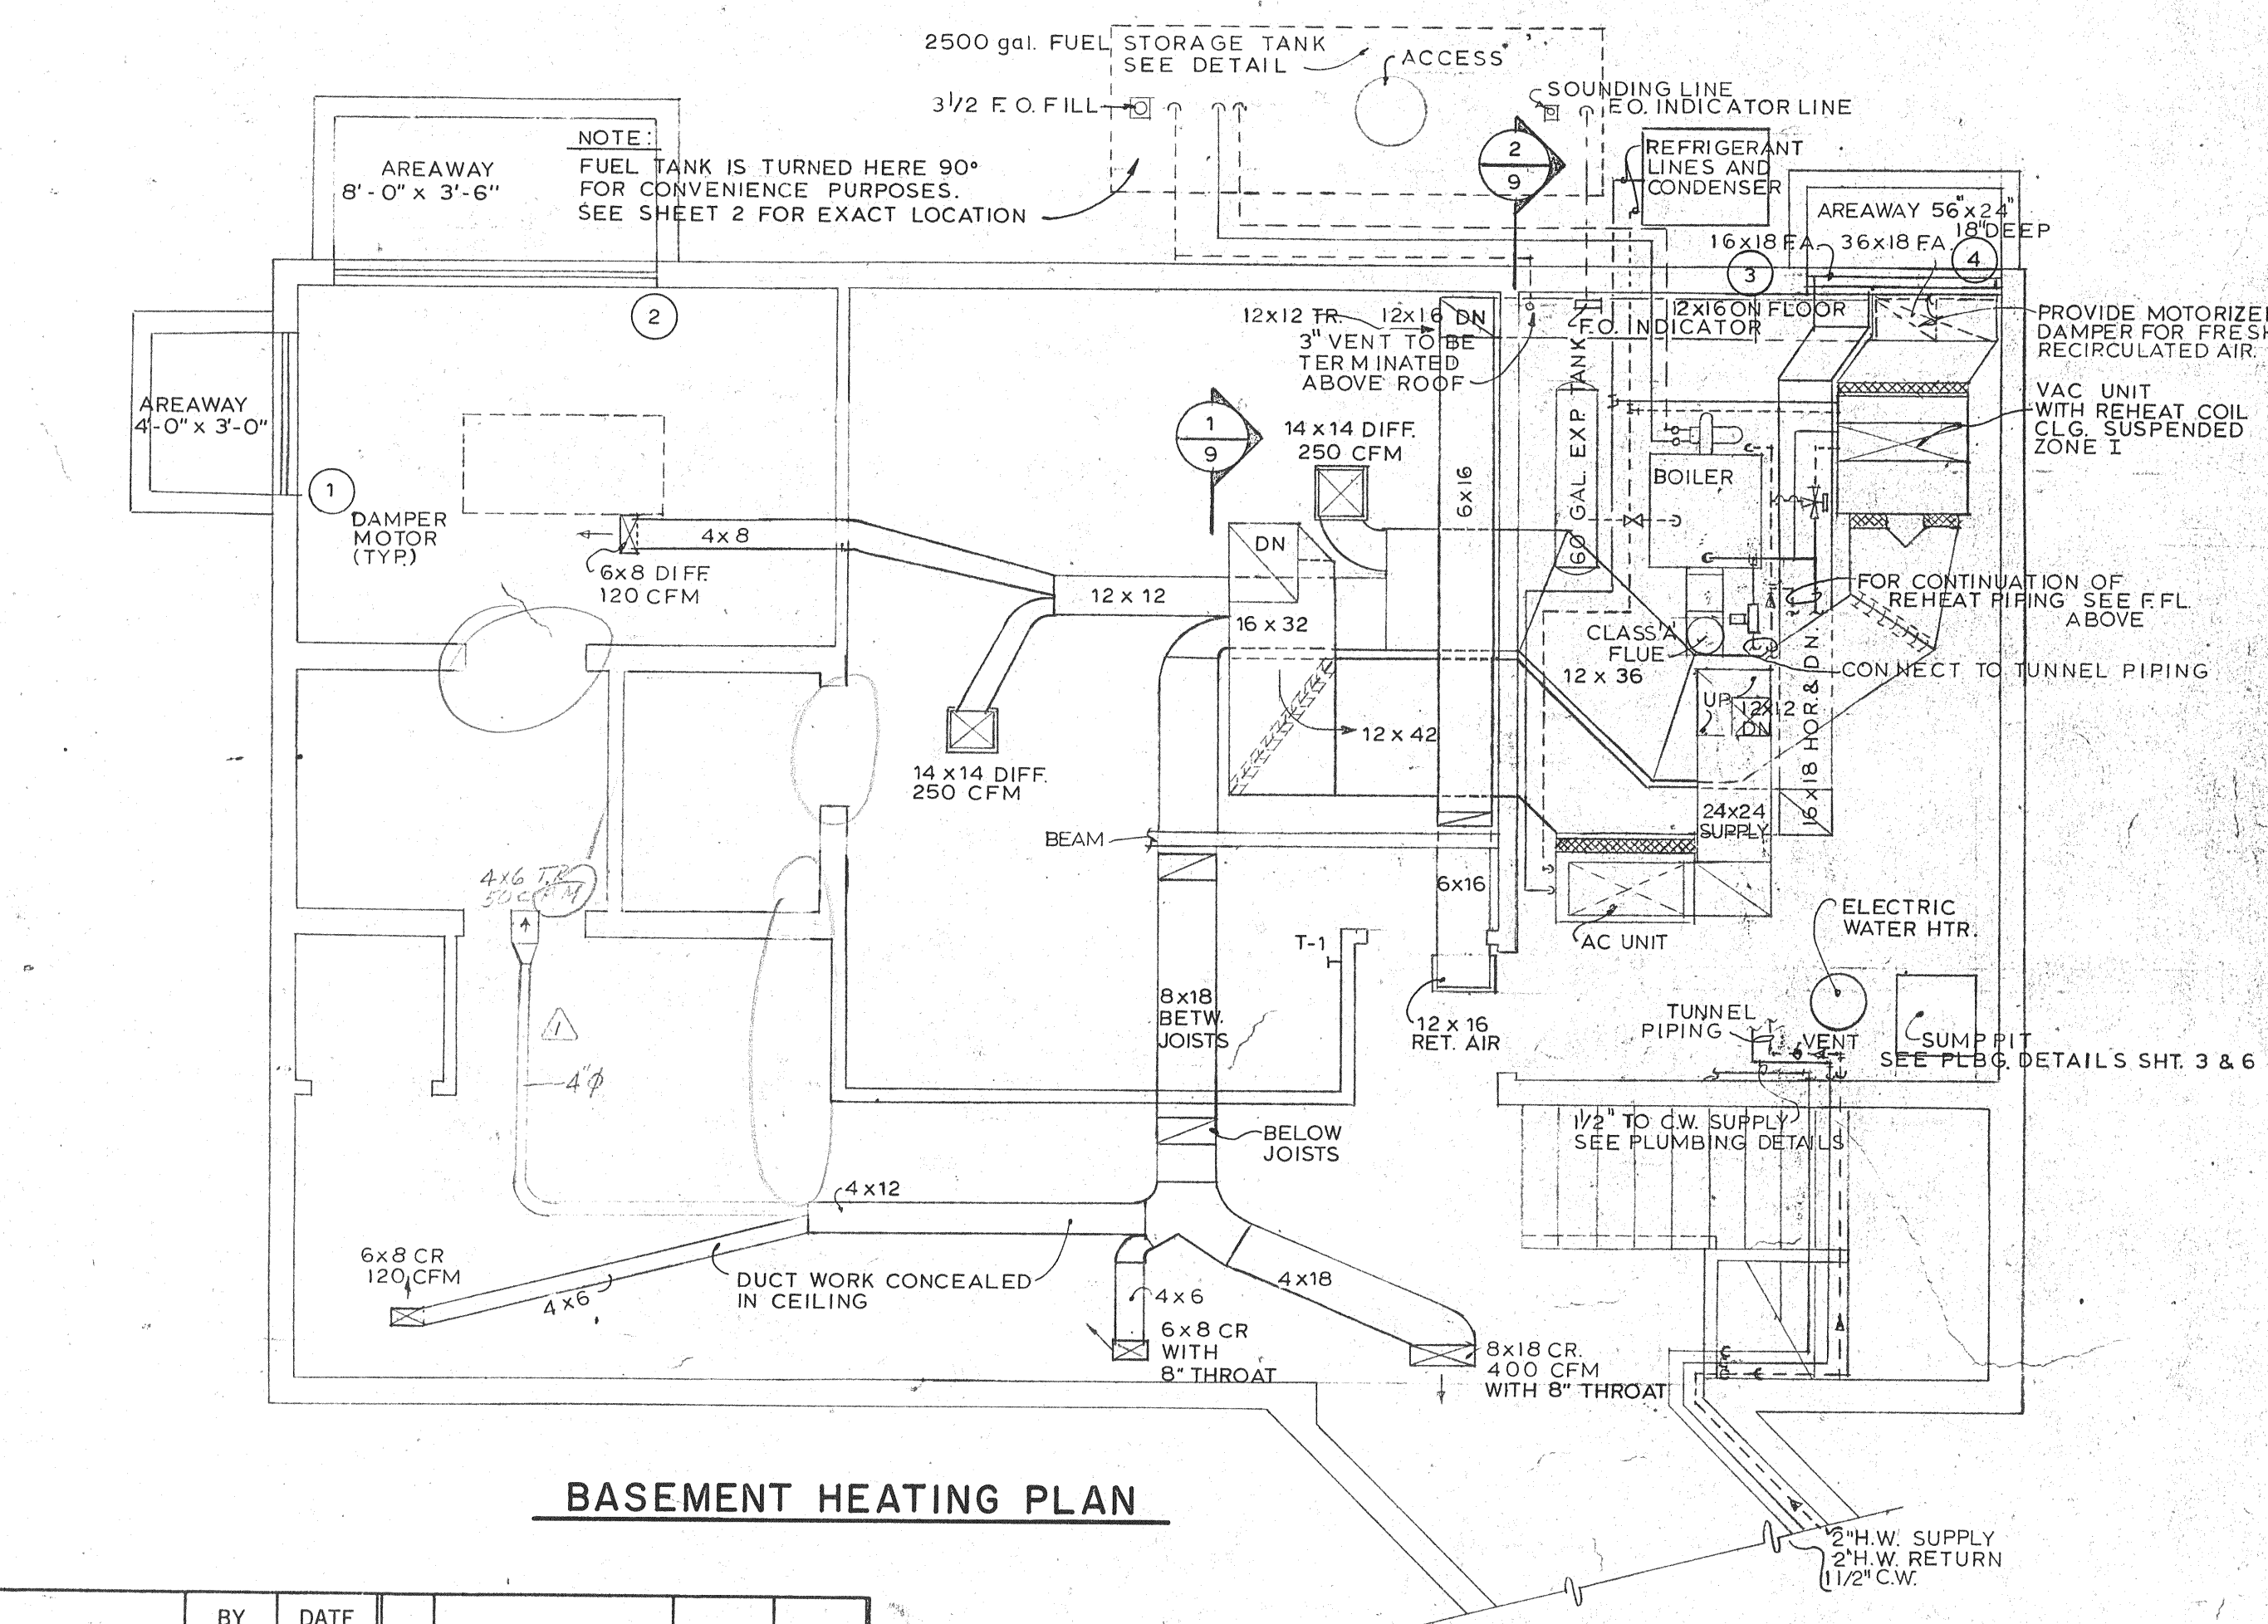 2500 gal. FUEL STORAGE TANK
SEE DETAIL
ACCESS
3 1/2 F. O. FILL
SOUNDING LINE
F.O. INDICATOR LINE
NOTE:
FUEL TANK IS TURNED HERE 90°
FOR CONVENIENCE PURPOSES.
SEE SHEET 2 FOR EXACT LOCATION
AREAWAY
8'-0" x 3'-6"
2
9
REFRIGERANT
LINES AND
CONDENSER
AREAWAY 56"x24"
18" DEEP
16x18 F.A.
36x18 F.A.
3
4
2
12x12 TR.
12x16
DN
3" VENT TO BE
TERMINATED
ABOVE ROOF
F.O. INDICATOR
12x16 ON FLOOR
PROVIDE MOTORIZE
DAMPER FOR FRESH
RECIRCULATED AIR.
AREAWAY
4'-0" x 3'-0"
1
DAMPER
MOTOR
(TYP.)
1
9
14 x 14 DIFF.
250 CFM
6x16
60 GAL. EXP. TANK
BOILER
VAC UNIT
WITH REHEAT COIL
CLG. SUSPENDED
ZONE I
4x8
6x8 DIFF.
120 CFM
DN
12 x 12
16 x 32
FOR CONTINUATION OF
REHEAT PIPING SEE F. FL.
ABOVE
CLASS'A'
FLUE
12 x 36
CONNECT TO TUNNEL PIPING
UP
12x12
DN
16x18 HOR.& DN.
12 x 42
14 x 14 DIFF.
250 CFM
24x24
SUPPLY
BEAM
4x6 T.R.
50 CFM
6x16
AC UNIT
ELECTRIC
WATER HTR.
T-1
8x18
BETW.
JOISTS
12 x 16
RET. AIR
TUNNEL
PIPING
VENT
SUMP PIT
SEE PLBG. DETAILS SHT. 3 & 6
1
4"φ
1 1/2" TO C.W. SUPPLY
SEE PLUMBING DETAILS
BELOW
JOISTS
4x12
6x8 CR
120 CFM
4x6
DUCT WORK CONCEALED
IN CEILING
4x6
6x8 CR
WITH
8" THROAT
4x18
8x18 CR.
400 CFM
WITH 8" THROAT
BASEMENT HEATING PLAN
2" H.W. SUPPLY
2" H.W. RETURN
1 1/2" C.W.
BY
DATE